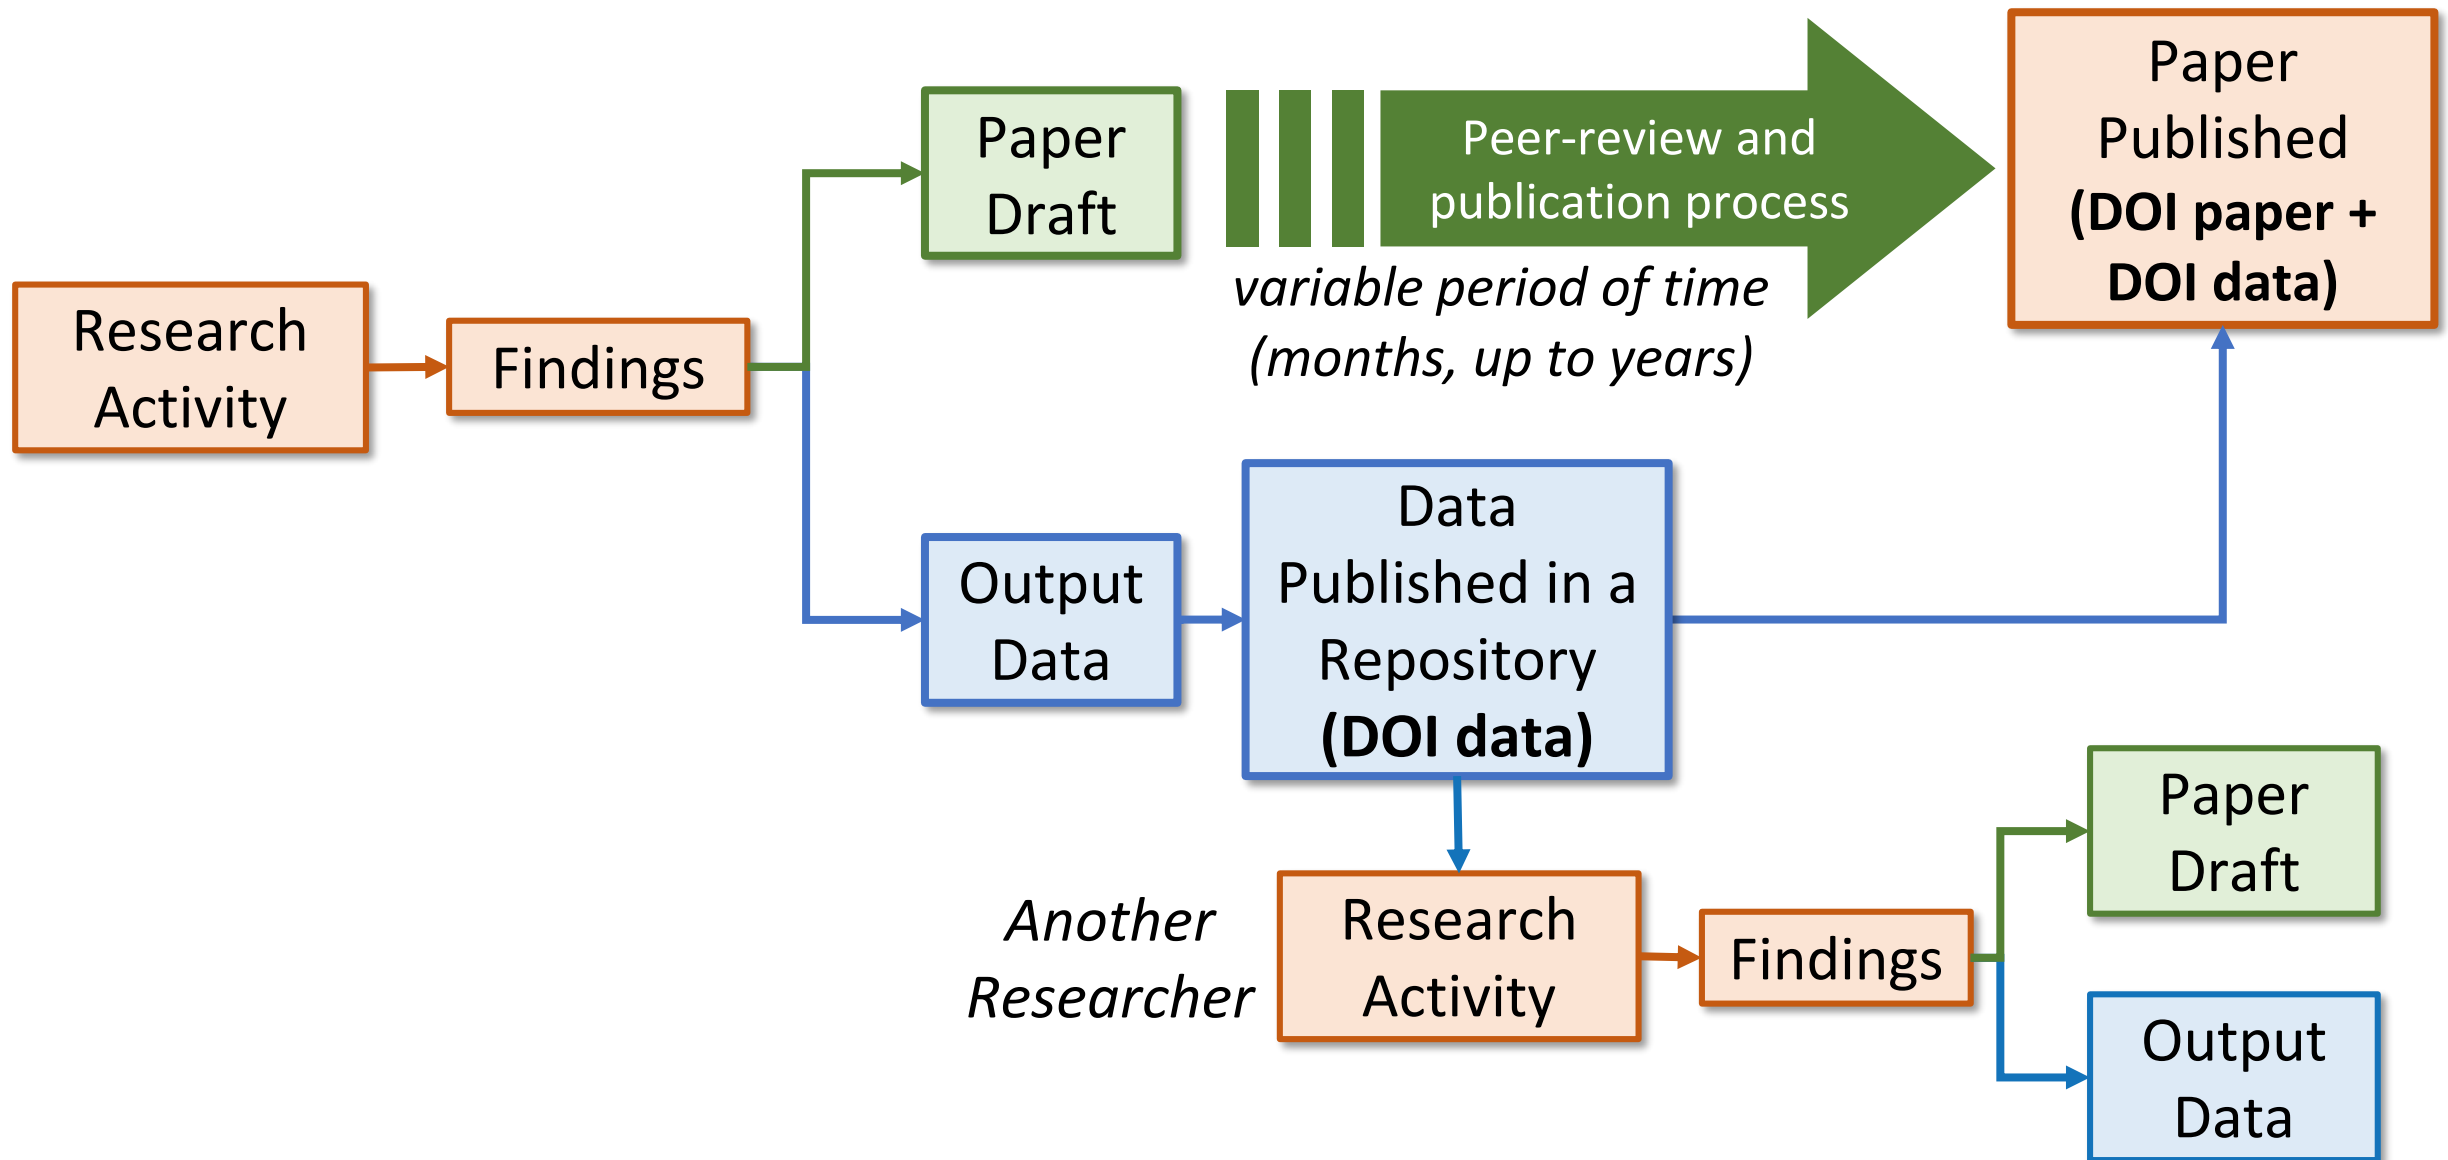 Research
Activity
Findings
Paper
Draft
Peer-review and
publication process
variable period of time
(months, up to years)
Paper
Published
(DOI paper +
DOI data)
Output
Data
Data
Published in a
Repository
(DOI data)
Another
Researcher
Research
Activity
Findings
Paper
Draft
Output
Data